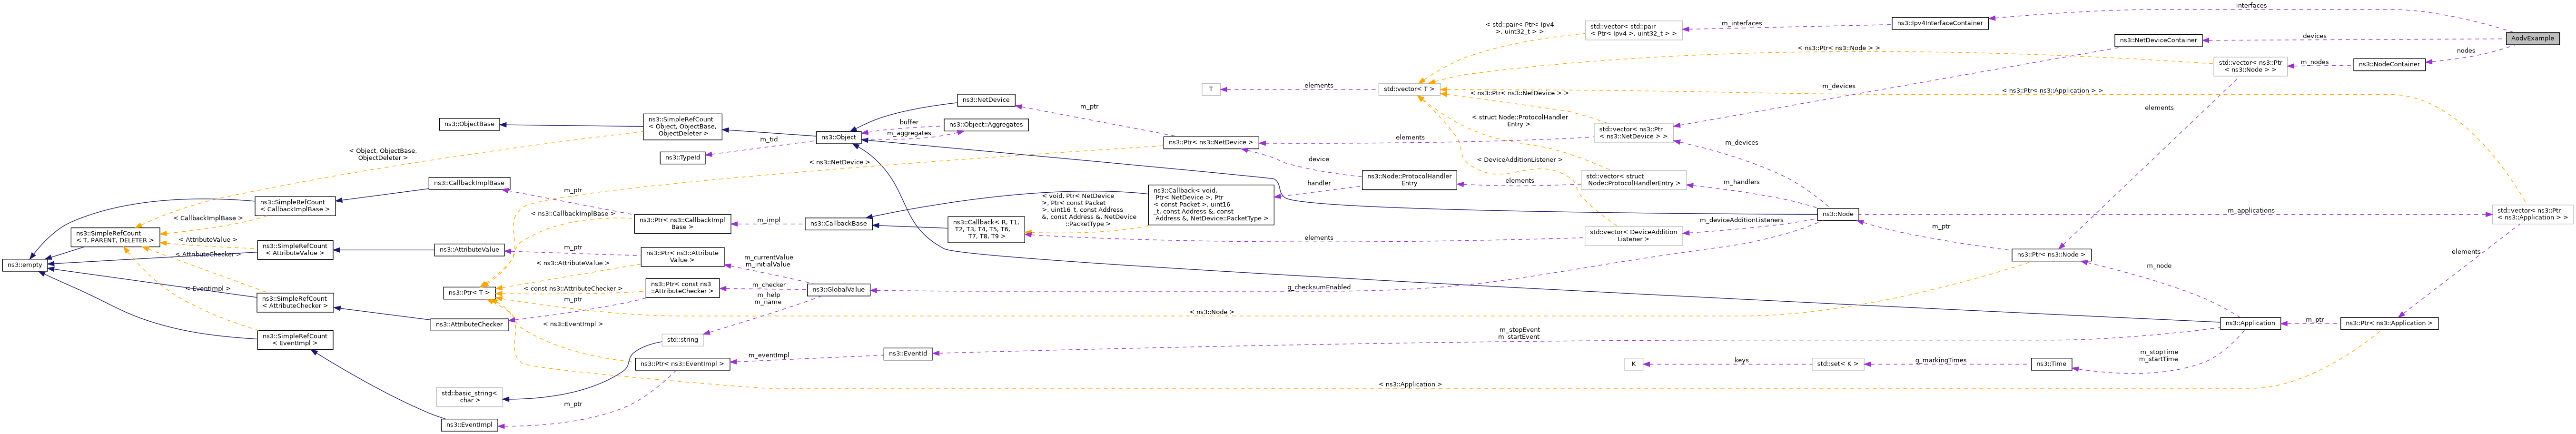 interfaces
ns3::Ipv4InterfaceContainer
m_interfaces
std::vector< std::pair
< Ptr< Ipv4 >, uint32_t > >
< std::pair< Ptr< Ipv4
>, uint32_t > >
AodvExample
devices
ns3::NetDeviceContainer
nodes
ns3::NodeContainer
m_nodes
std::vector< ns3::Ptr
< ns3::Node > >
< ns3::Ptr< ns3::Node > >
m_devices
elements
T
elements
std::vector< T >
< ns3::Ptr< ns3::NetDevice > >
< ns3::Ptr< ns3::Application > >
ns3::NetDevice
m_ptr
ns3::ObjectBase
ns3::SimpleRefCount
< Object, ObjectBase,
ObjectDeleter >
buffer
ns3::Object::Aggregates
m_aggregates
ns3::Object
< struct Node::ProtocolHandler
Entry >
std::vector< ns3::Ptr
< ns3::NetDevice > >
elements
ns3::Ptr< ns3::NetDevice >
m_tid
ns3::TypeId
< Object, ObjectBase,
ObjectDeleter >
< ns3::NetDevice >
device
< DeviceAdditionListener >
m_devices
ns3::CallbackImplBase
m_ptr
handler
ns3::Node::ProtocolHandler
Entry
elements
std::vector< struct
Node::ProtocolHandlerEntry >
m_handlers
ns3::SimpleRefCount
< CallbackImplBase >
< void, Ptr< NetDevice
>, Ptr< const Packet
>, uint16_t, const Address
&, const Address &, NetDevice
::PacketType >
ns3::Callback< void,
Ptr< NetDevice >, Ptr
< const Packet >, uint16
_t, const Address &, const
Address &, NetDevice::PacketType >
< CallbackImplBase >
< ns3::CallbackImplBase >
ns3::Ptr< ns3::CallbackImpl
Base >
m_impl
ns3::CallbackBase
ns3::Callback< R, T1,
T2, T3, T4, T5, T6,
T7, T8, T9 >
m_deviceAdditionListeners
ns3::Node
m_applications
std::vector< ns3::Ptr
< ns3::Application > >
ns3::SimpleRefCount
< T, PARENT, DELETER >
< AttributeValue >
ns3::SimpleRefCount
< AttributeValue >
ns3::AttributeValue
m_ptr
ns3::Ptr< ns3::Attribute
Value >
elements
std::vector< DeviceAddition
Listener >
m_ptr
ns3::Ptr< ns3::Node >
elements
< AttributeChecker >
ns3::empty
< ns3::AttributeValue >
m_currentValue
m_initialValue
m_node
< EventImpl >
ns3::SimpleRefCount
< AttributeChecker >
ns3::Ptr< T >
< const ns3::AttributeChecker >
m_ptr
ns3::Ptr< const ns3
::AttributeChecker >
m_checker
m_help
m_name
ns3::GlobalValue
g_checksumEnabled
< ns3::Node >
ns3::AttributeChecker
< ns3::EventImpl >
ns3::Application
m_ptr
ns3::Ptr< ns3::Application >
ns3::SimpleRefCount
< EventImpl >
std::string
m_stopEvent
m_startEvent
m_eventImpl
ns3::EventId
ns3::Ptr< ns3::EventImpl >
K
keys
std::set< K >
g_markingTimes
ns3::Time
m_stopTime
m_startTime
< ns3::Application >
std::basic_string<
char >
m_ptr
ns3::EventImpl